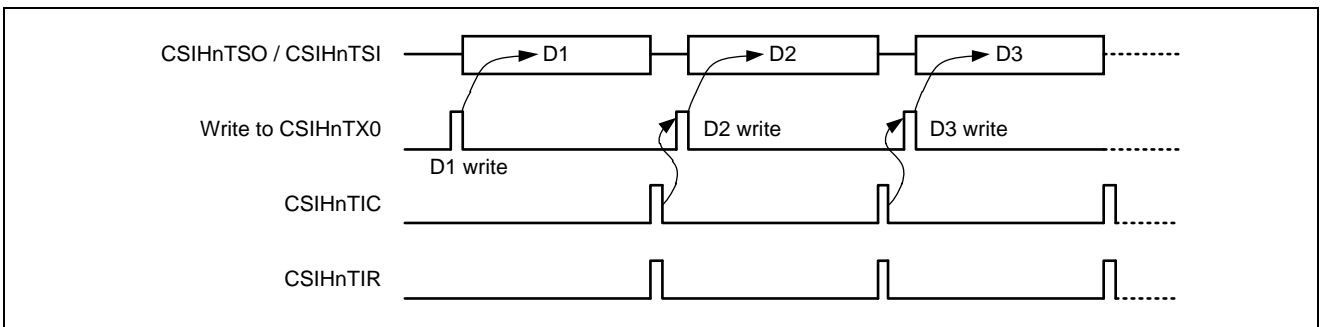 CSIHnTSO / CSIHnTSI D1 D2 D3
Write to CSIHnTX0 D2 write D3 write
D1 write
CSIHnTIC
CSIHnTIR